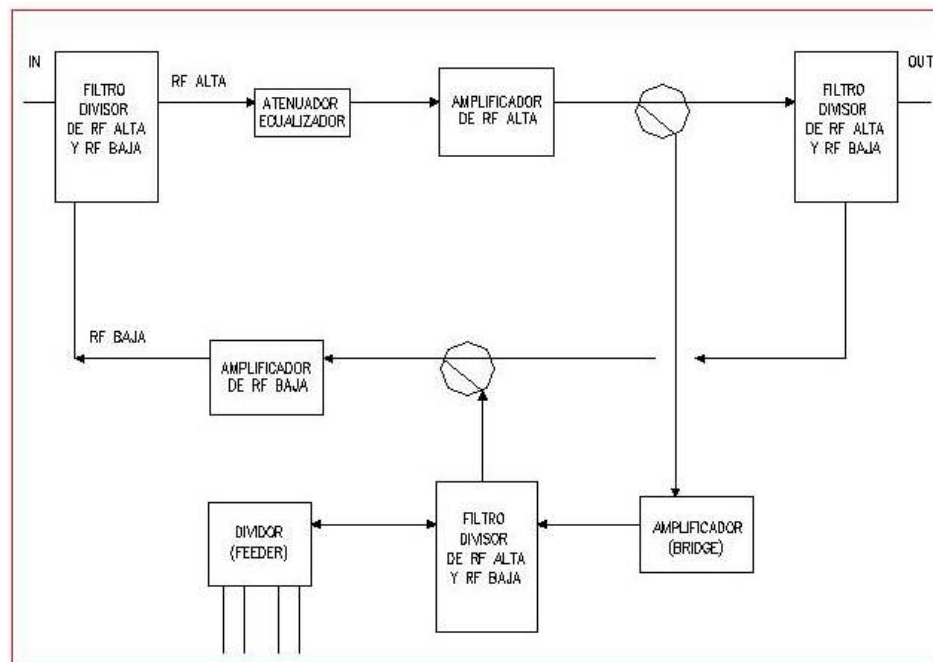 IN
FILTRO
DIVISOR
DE RF ALTA
Y RF BAJA
RF ALTA
ATENUADOR
ECUALIZADOR
AMPLIFICADOR
DE RF ALTA
FILTRO
DIVISOR
DE RF ALTA
Y RF BAJA
OUT
RF BAJA
AMPLIFICADOR
DE RF BAJA
DIVIDOR
(FEEDER)
FILTRO
DIVISOR
DE RF ALTA
Y RF BAJA
AMPLIFICADOR
(BRIDGE)